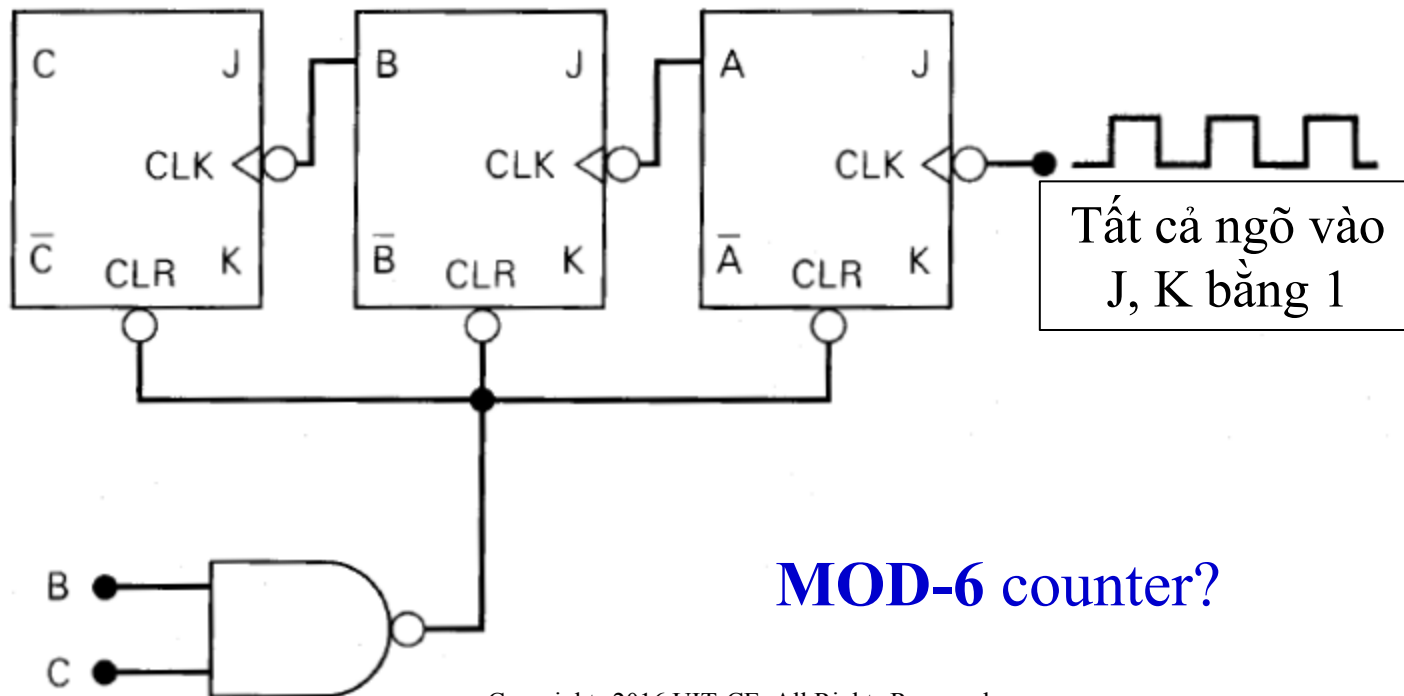 C J B J A J
CLK CLK CLK
C̅ CLR K B̅ CLR K A̅ CLR K
Tất cả ngõ vào
J, K bằng 1
B
MOD-6 counter?
C